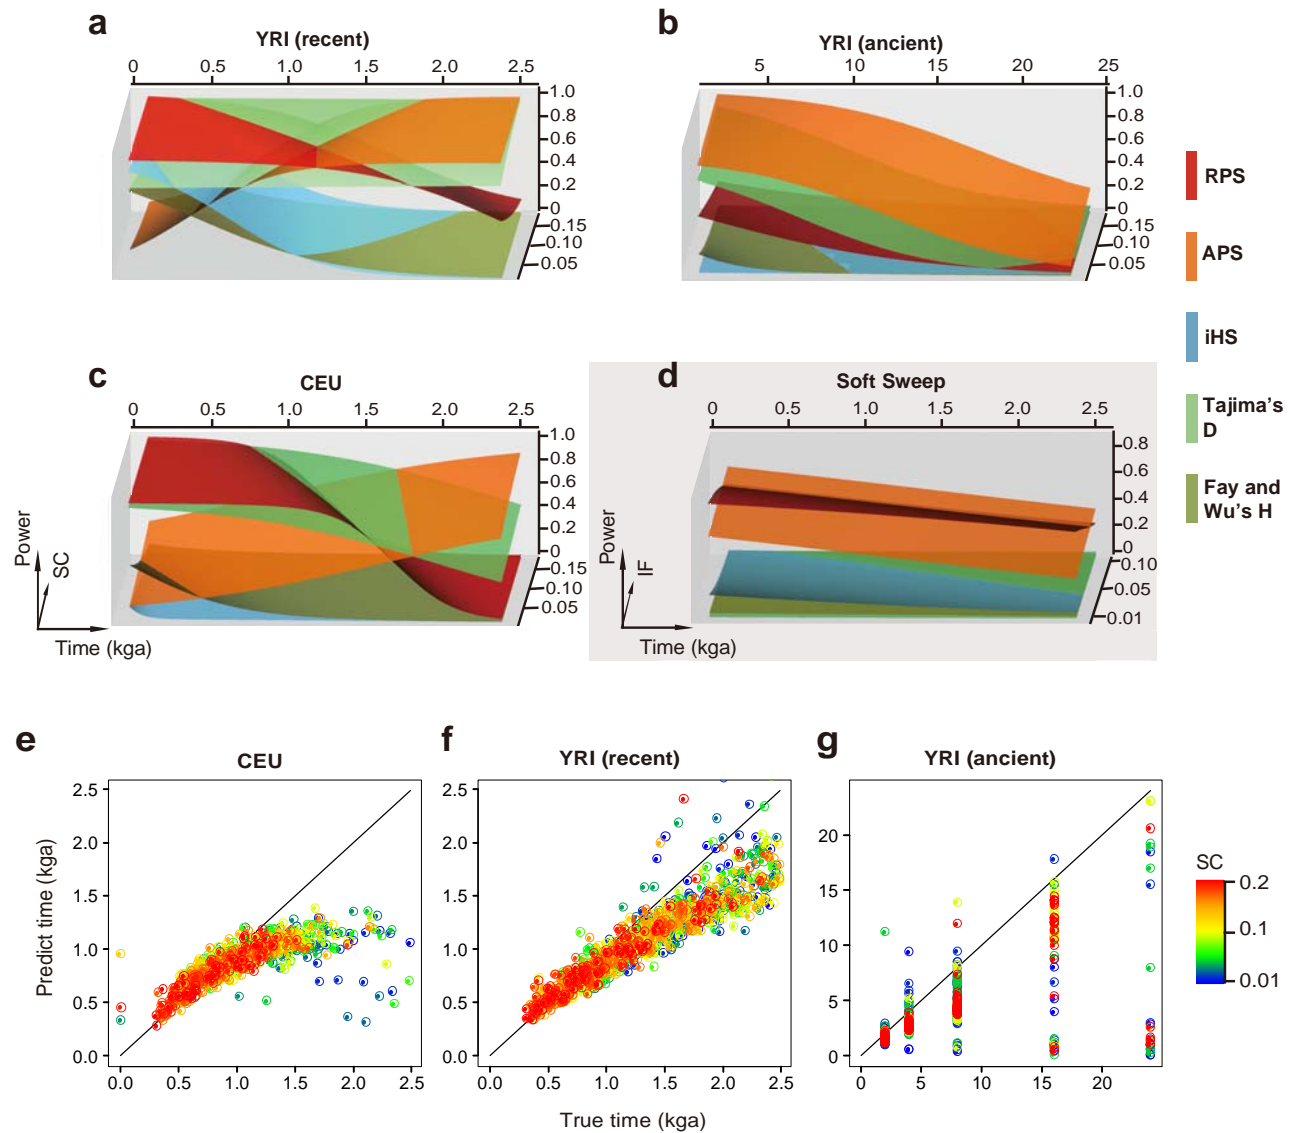 a
YRI (recent)
0 0.5 1.0 1.5 2.0 2.5
1.0
0.8
0.6
0.4
0.2
0
0.15
0.10
0.05
b
YRI (ancient)
5 10 15 20 25
1.0
0.8
0.6
0.4
0.2
0
0.15
0.10
0.05
RPS
APS
iHS
Tajima's
D
Fay and
Wu's H
c
CEU
0 0.5 1.0 1.5 2.0 2.5
1.0
0.8
0.6
0.4
0.2
0
0.15
0.10
0.05
Power
SC
Time (kga)
d
Soft Sweep
0 0.5 1.0 1.5 2.0 2.5
0.8
0.6
0.4
0.2
0
0.10
0.05
0.01
Power
IF
Time (kga)
e
CEU
2.5
2.0
1.5
1.0
0.5
0.0
0.0 0.5 1.0 1.5 2.0 2.5
Predict time (kga)
f
YRI (recent)
2.5
2.0
1.5
1.0
0.5
0.0
0.0 0.5 1.0 1.5 2.0 2.5
True time (kga)
g
YRI (ancient)
20
15
10
5
0
0 5 10 15 20
SC
0.2
0.1
0.01